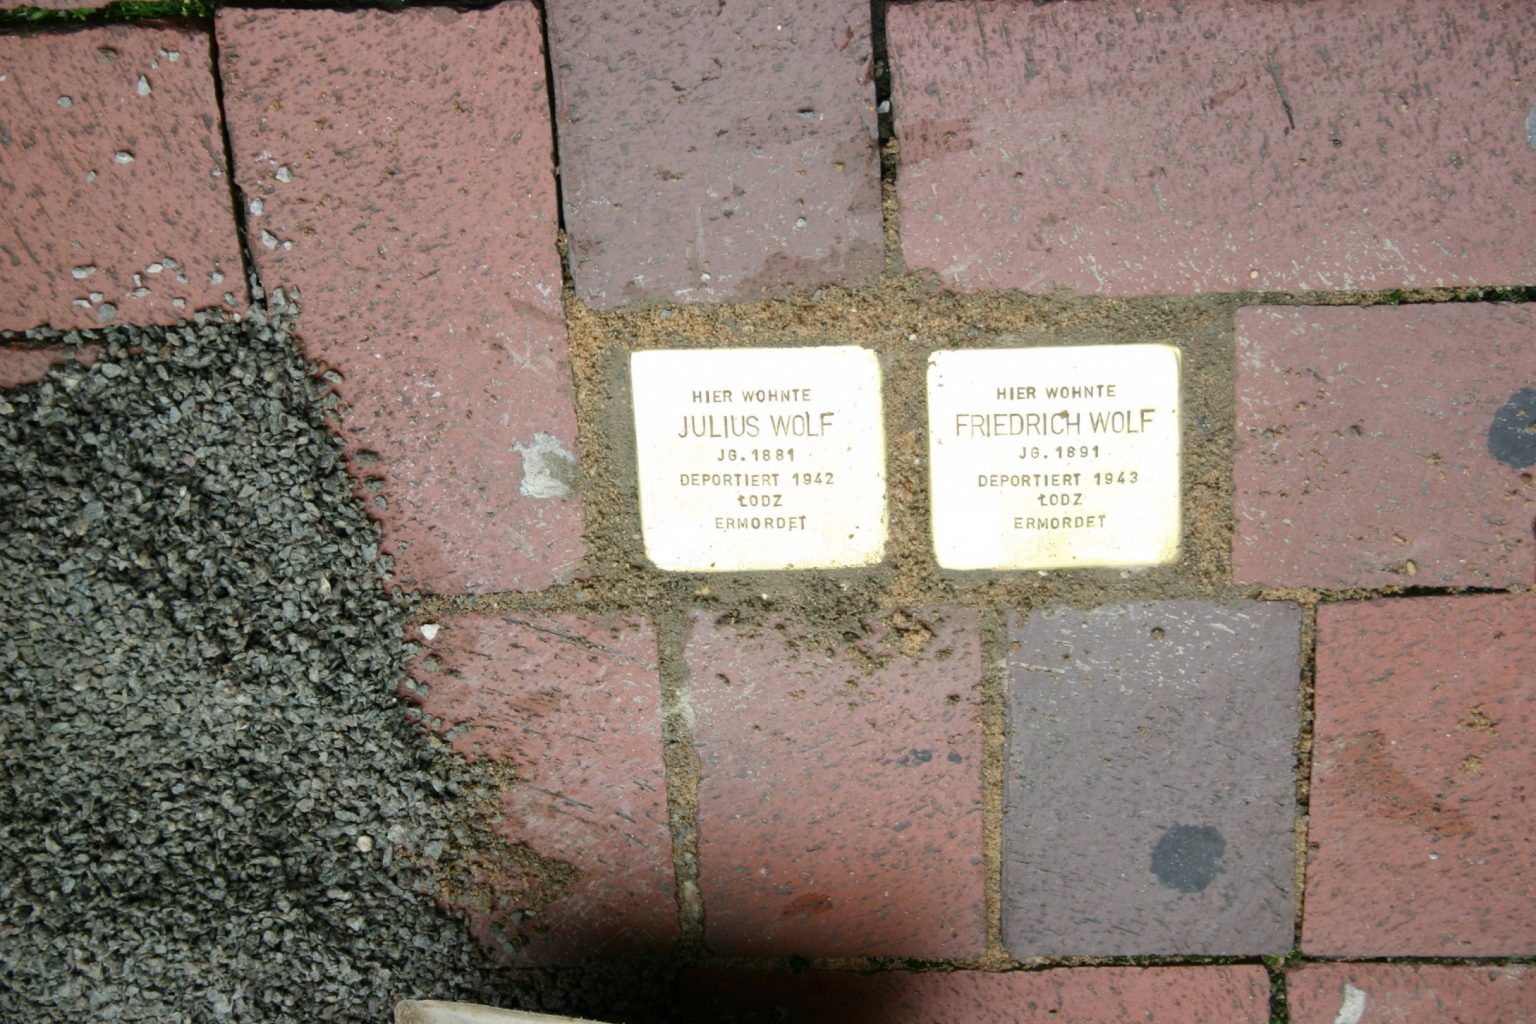 HIER WOHNTE
JULIUS WOLF
JG. 1881
DEPORTIERT 1942
ŁODZ
ERMORDET
HIER WOHNTE
FRIEDRICH WOLF
JG. 1891
DEPORTIERT 1943
ŁODZ
ERMORDET